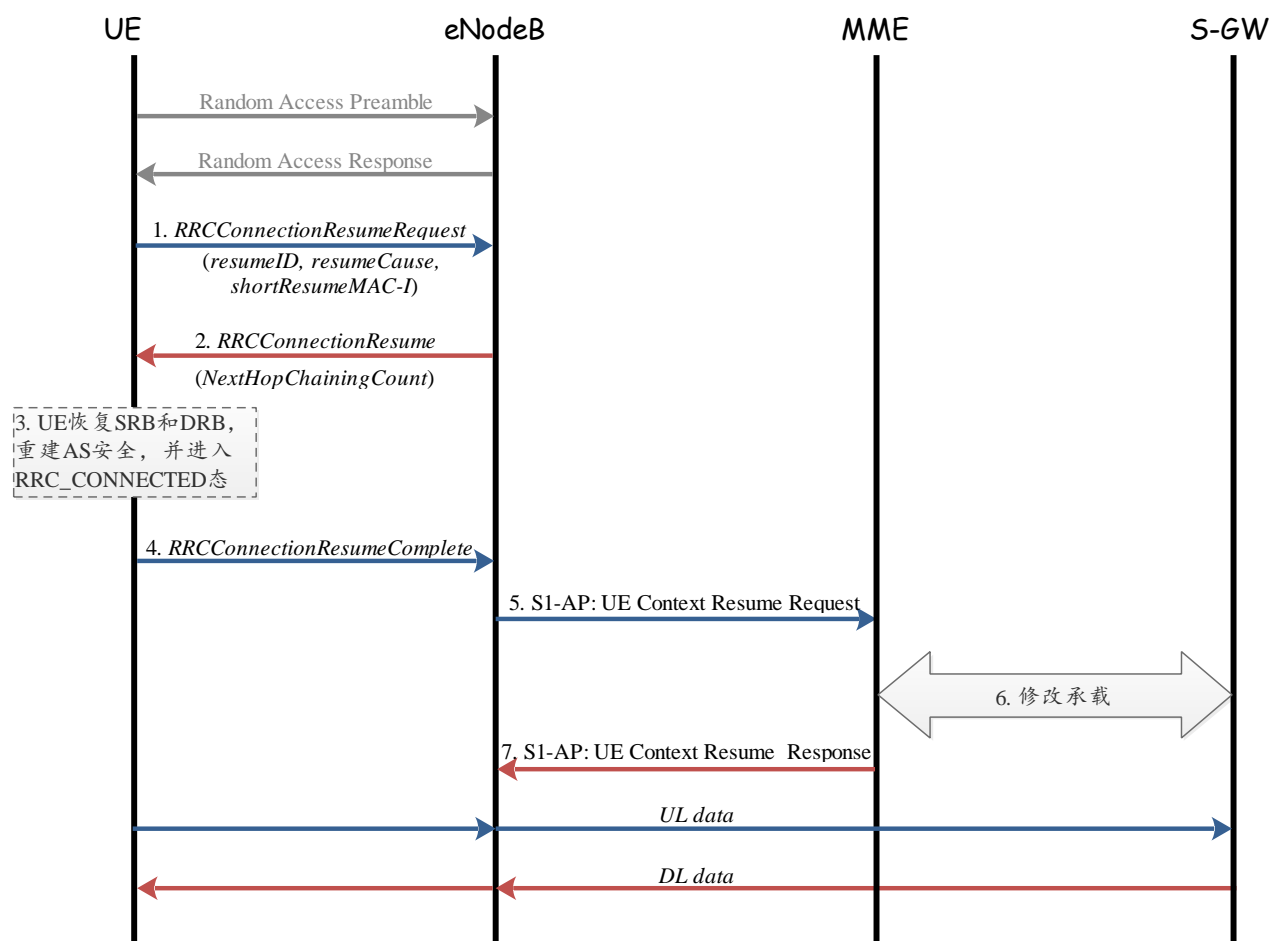 UE eNodeB MME S-GW
Random Access Preamble
Random Access Response
1. RRCConnectionResumeRequest
(resumeID, resumeCause,
shortResumeMAC-I)
2. RRCConnectionResume
(NextHopChainingCount)
3. UE恢复SRB和DRB,
重建AS安全，并进入
RRC_CONNECTED态
4. RRCConnectionResumeComplete
5. S1-AP: UE Context Resume Request
6. 修改承载
7. S1-AP: UE Context Resume Response
UL data
DL data